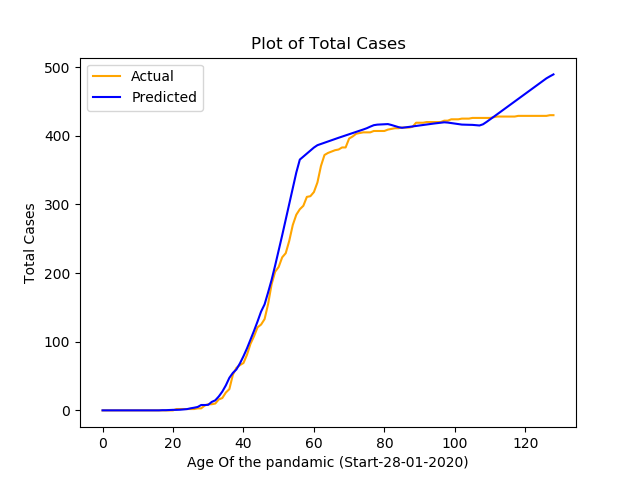 Plot of Total Cases
Actual
Predicted
500
400
300
200
100
0
Total Cases
0 20 40 60 80 100 120
Age Of the pandamic (Start-28-01-2020)